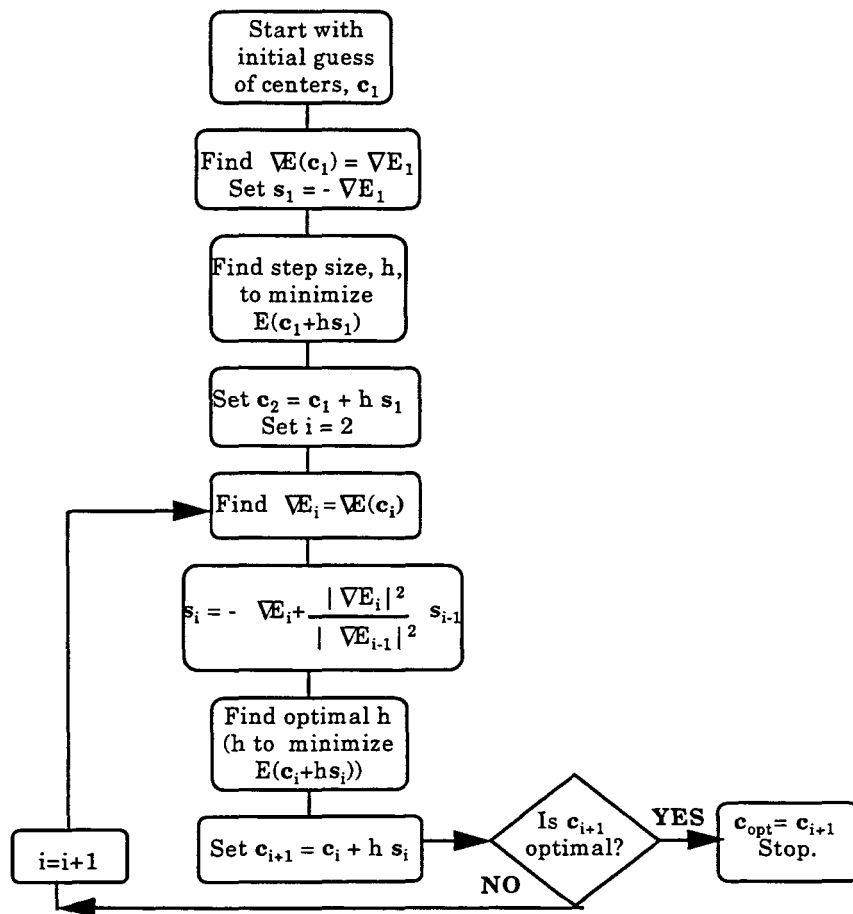 Start with
initial guess
of centers, c₁
Find ∇E(c₁) = ∇E₁
Set s₁ = - ∇E₁
Find step size, h,
to minimize
E(c₁+hs₁)
Set c₂ = c₁ + h s₁
Set i = 2
Find ∇Eᵢ = ∇E(cᵢ)
sᵢ = - ∇Eᵢ + |∇Eᵢ|² / |∇Eᵢ₋₁|² sᵢ₋₁
Find optimal h
(h to minimize
E(cᵢ+hsᵢ))
Set cᵢ₊₁ = cᵢ + h sᵢ
Is cᵢ₊₁
optimal?
YES
c_opt = cᵢ₊₁
Stop.
NO
i=i+1